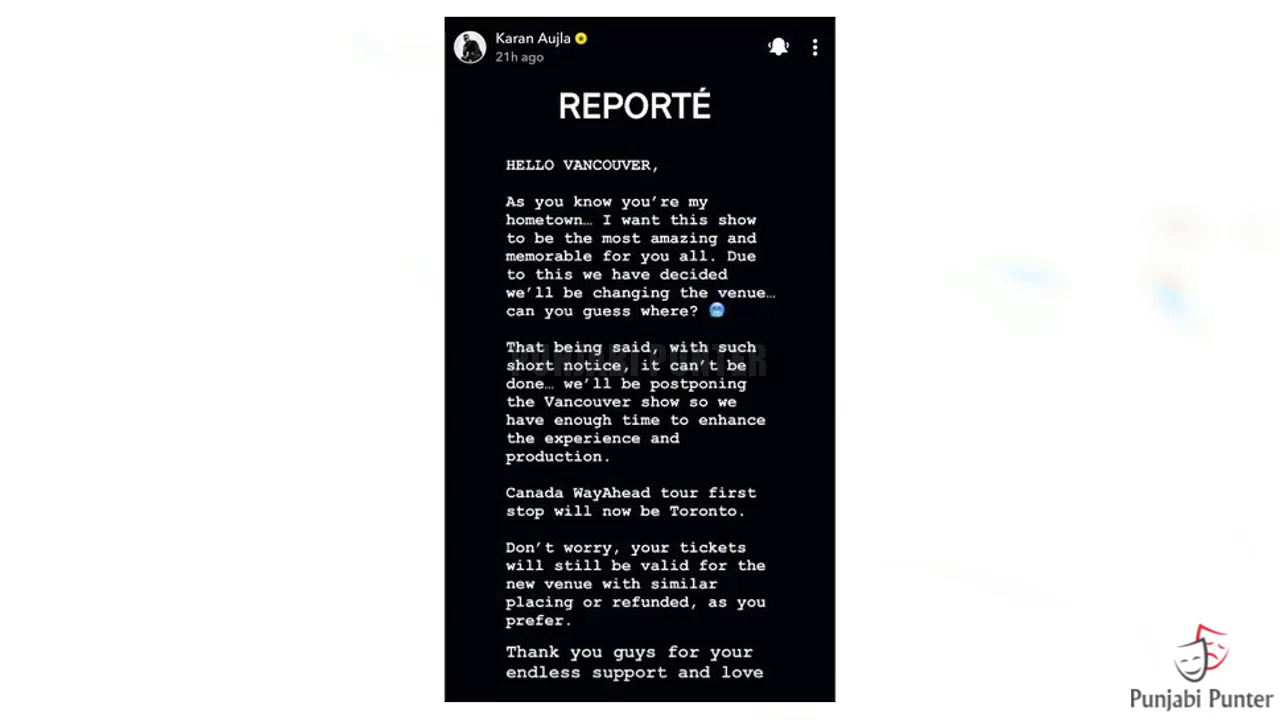 Karan Aujla
21h ago
REPORTÉ
HELLO VANCOUVER,
As you know you're my
hometown… I want this show
to be the most amazing and
memorable for you all. Due
to this we have decided
we'll be changing the venue…
can you guess where? 🥶
That being said, with such
short notice, it can't be
done… we'll be postponing
the Vancouver show so we
have enough time to enhance
the experience and
production.
Canada WayAhead tour first
stop will now be Toronto.
Don't worry, your tickets
will still be valid for the
new venue with similar
placing or refunded, as you
prefer.
Thank you guys for your
endless support and love
PUNJABI PUNTER
Punjabi Punter